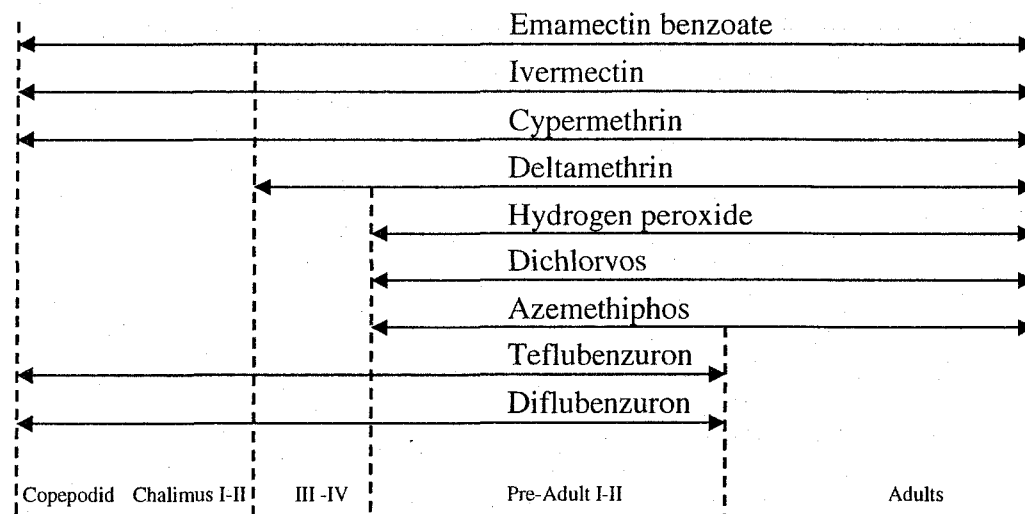 Emamectin benzoate
Ivermectin
Cypermethrin
Deltamethrin
Hydrogen peroxide
Dichlorvos
Azemethiphos
Teflubenzuron
Diflubenzuron
Copepodid Chalimus I-II III -IV Pre-Adult I-II Adults